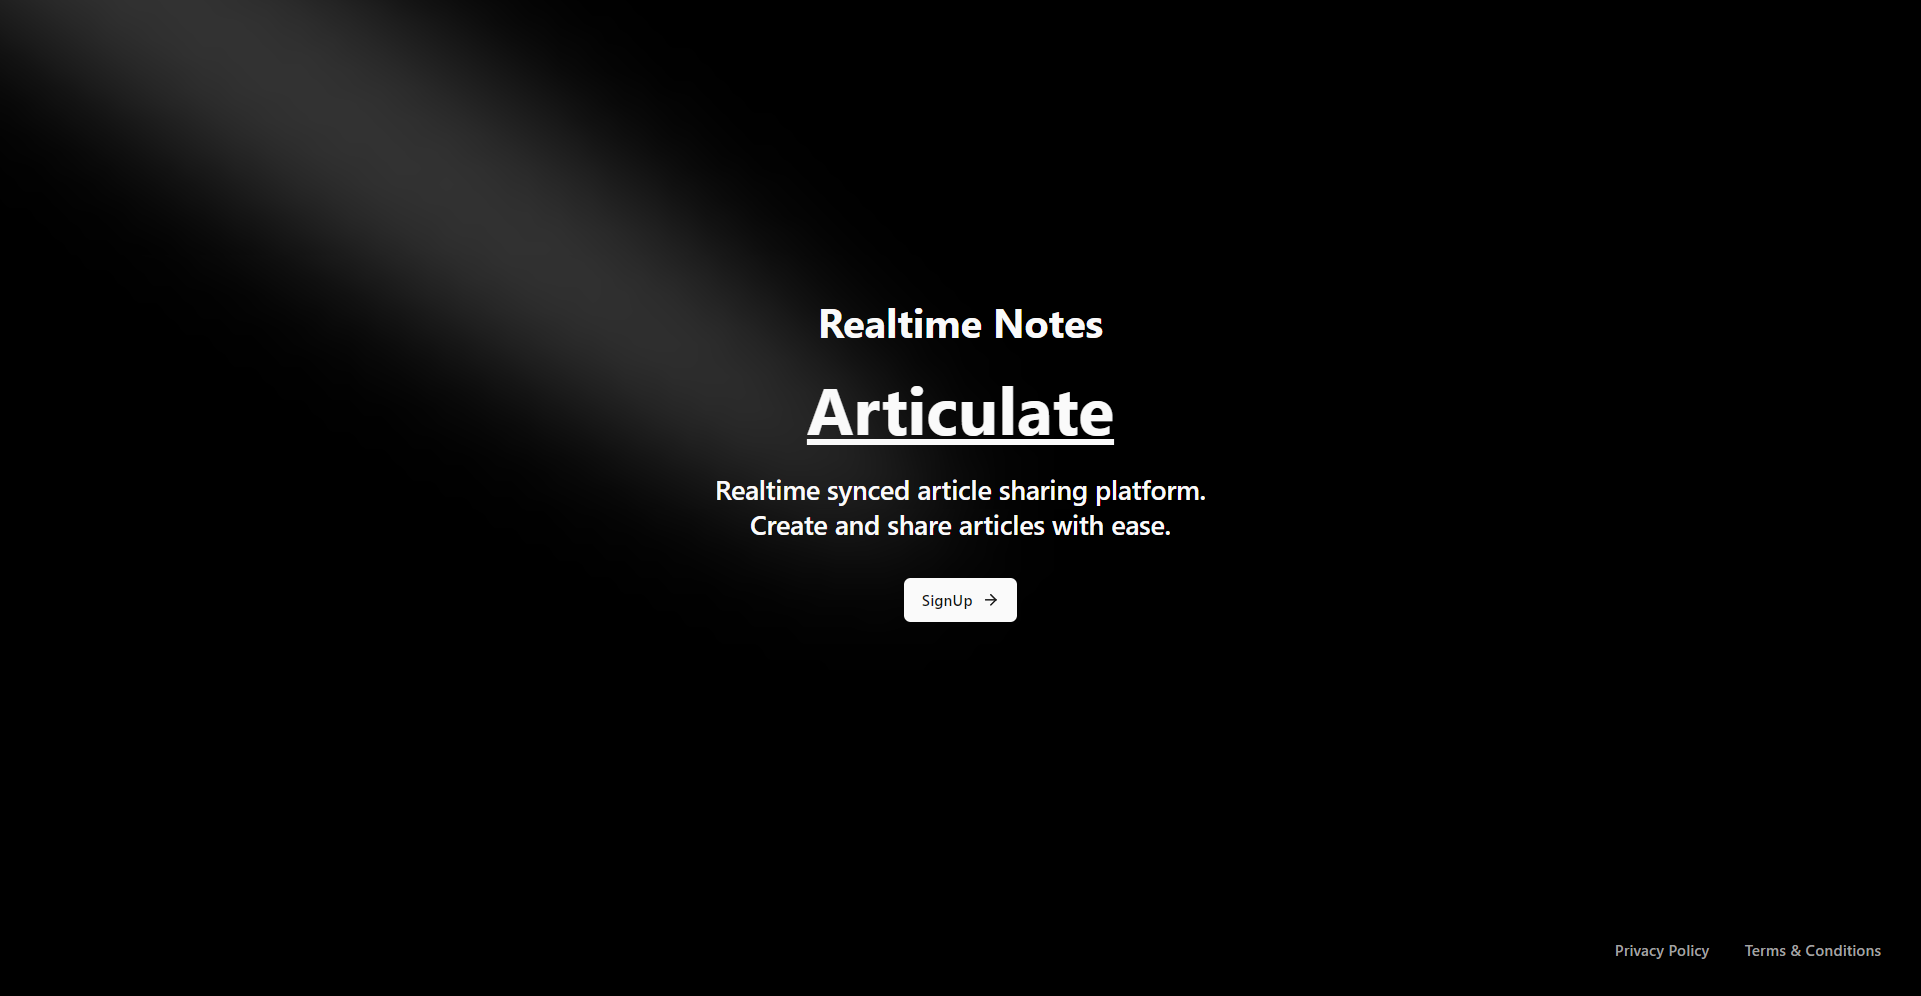 Realtime Notes
Articulate
Realtime synced article sharing platform.
Create and share articles with ease.
SignUp →
Privacy Policy Terms & Conditions